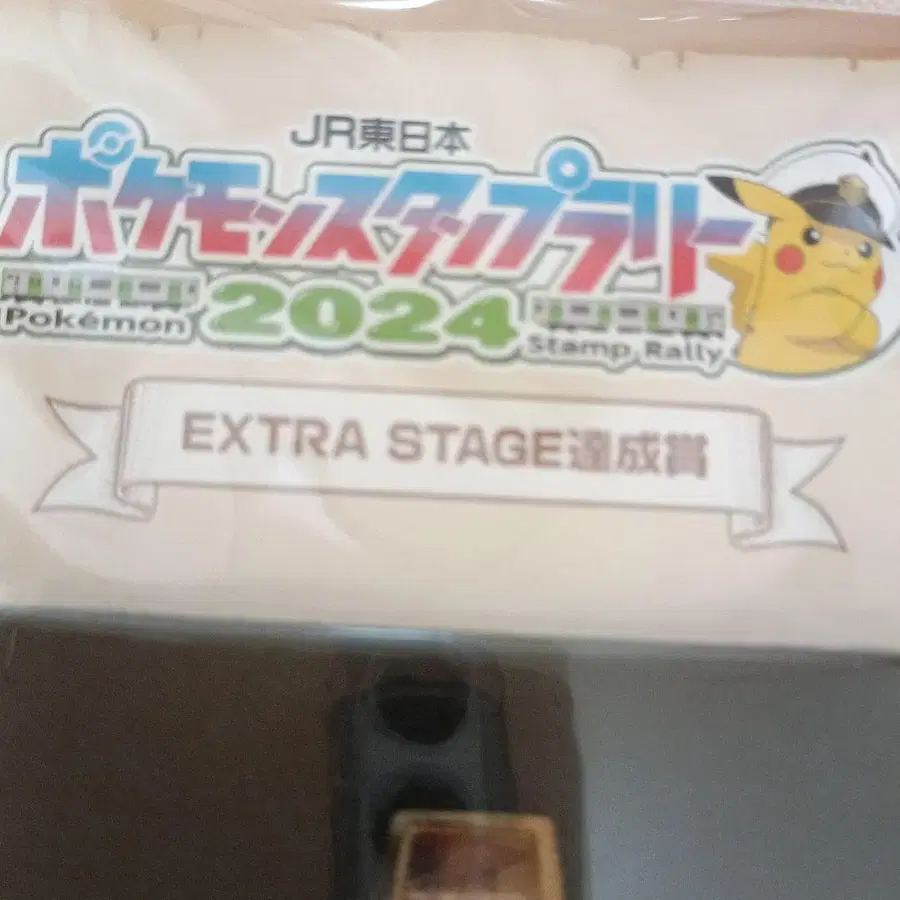 JR東日本
ポケモンスタンプラリー
Pokémon 2024 Stamp Rally
EXTRA STAGE達成賞